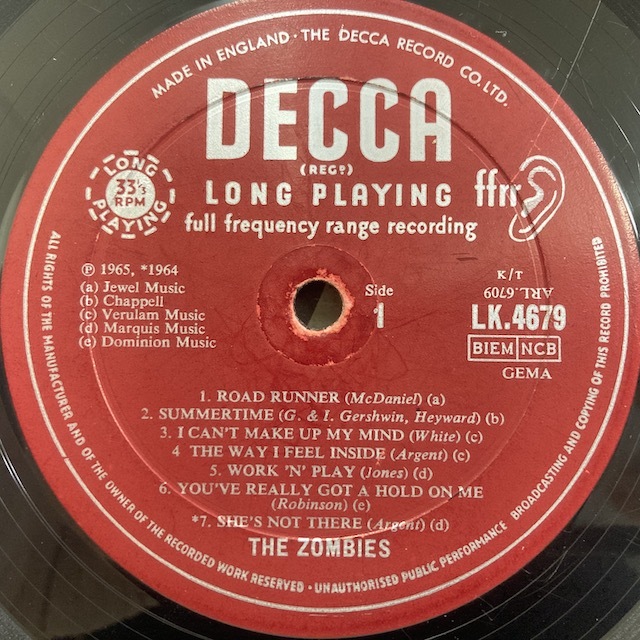 MADE IN ENGLAND · THE DECCA RECORD CO. LTD.
DECCA
(REGD)
LONG PLAYING ffrr
full frequency range recording
LONG
33⅓
RPM
PLAYING
℗ 1965, *1964
(a) Jewel Music
(b) Chappell
(c) Verulam Music
(d) Marquis Music
(e) Dominion Music
Side
1
K/T
ARL.6709
LK.4679
BIEM NCB
GEMA
1. ROAD RUNNER (McDaniel) (a)
2. SUMMERTIME (G. & I. Gershwin, Heyward) (b)
3. I CAN'T MAKE UP MY MIND (White) (c)
4 THE WAY I FEEL INSIDE (Argent) (c)
5. WORK 'N' PLAY (Jones) (d)
6. YOU'VE REALLY GOT A HOLD ON ME
(Robinson) (e)
*7. SHE'S NOT THERE (Argent) (d)
THE ZOMBIES
ALL RIGHTS OF THE MANUFACTURER AND OF THE OWNER OF THE RECORDED WORK RESERVED · UNAUTHORISED PUBLIC PERFORMANCE BROADCASTING AND COPYING OF THIS RECORD PROHIBITED